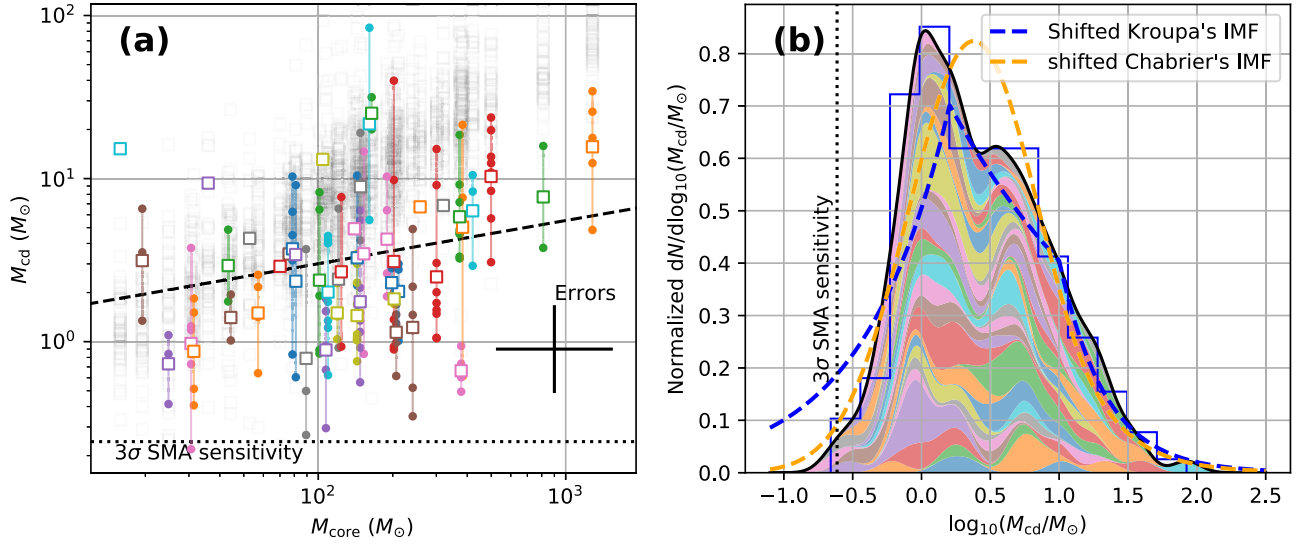 (a)
10²
10¹
10⁰
M_cd (M_⊙)
Errors
3σ SMA sensitivity
10²
10³
M_core (M_⊙)
(b)
Shifted Kroupa's IMF
shifted Chabrier's IMF
0.8
0.7
0.6
0.5
0.4
0.3
0.2
0.1
0.0
Normalized dN/dlog₁₀(M_cd/M_⊙)
3σ SMA sensitivity
−1.0
−0.5
0.0
0.5
1.0
1.5
2.0
2.5
log₁₀(M_cd/M_⊙)